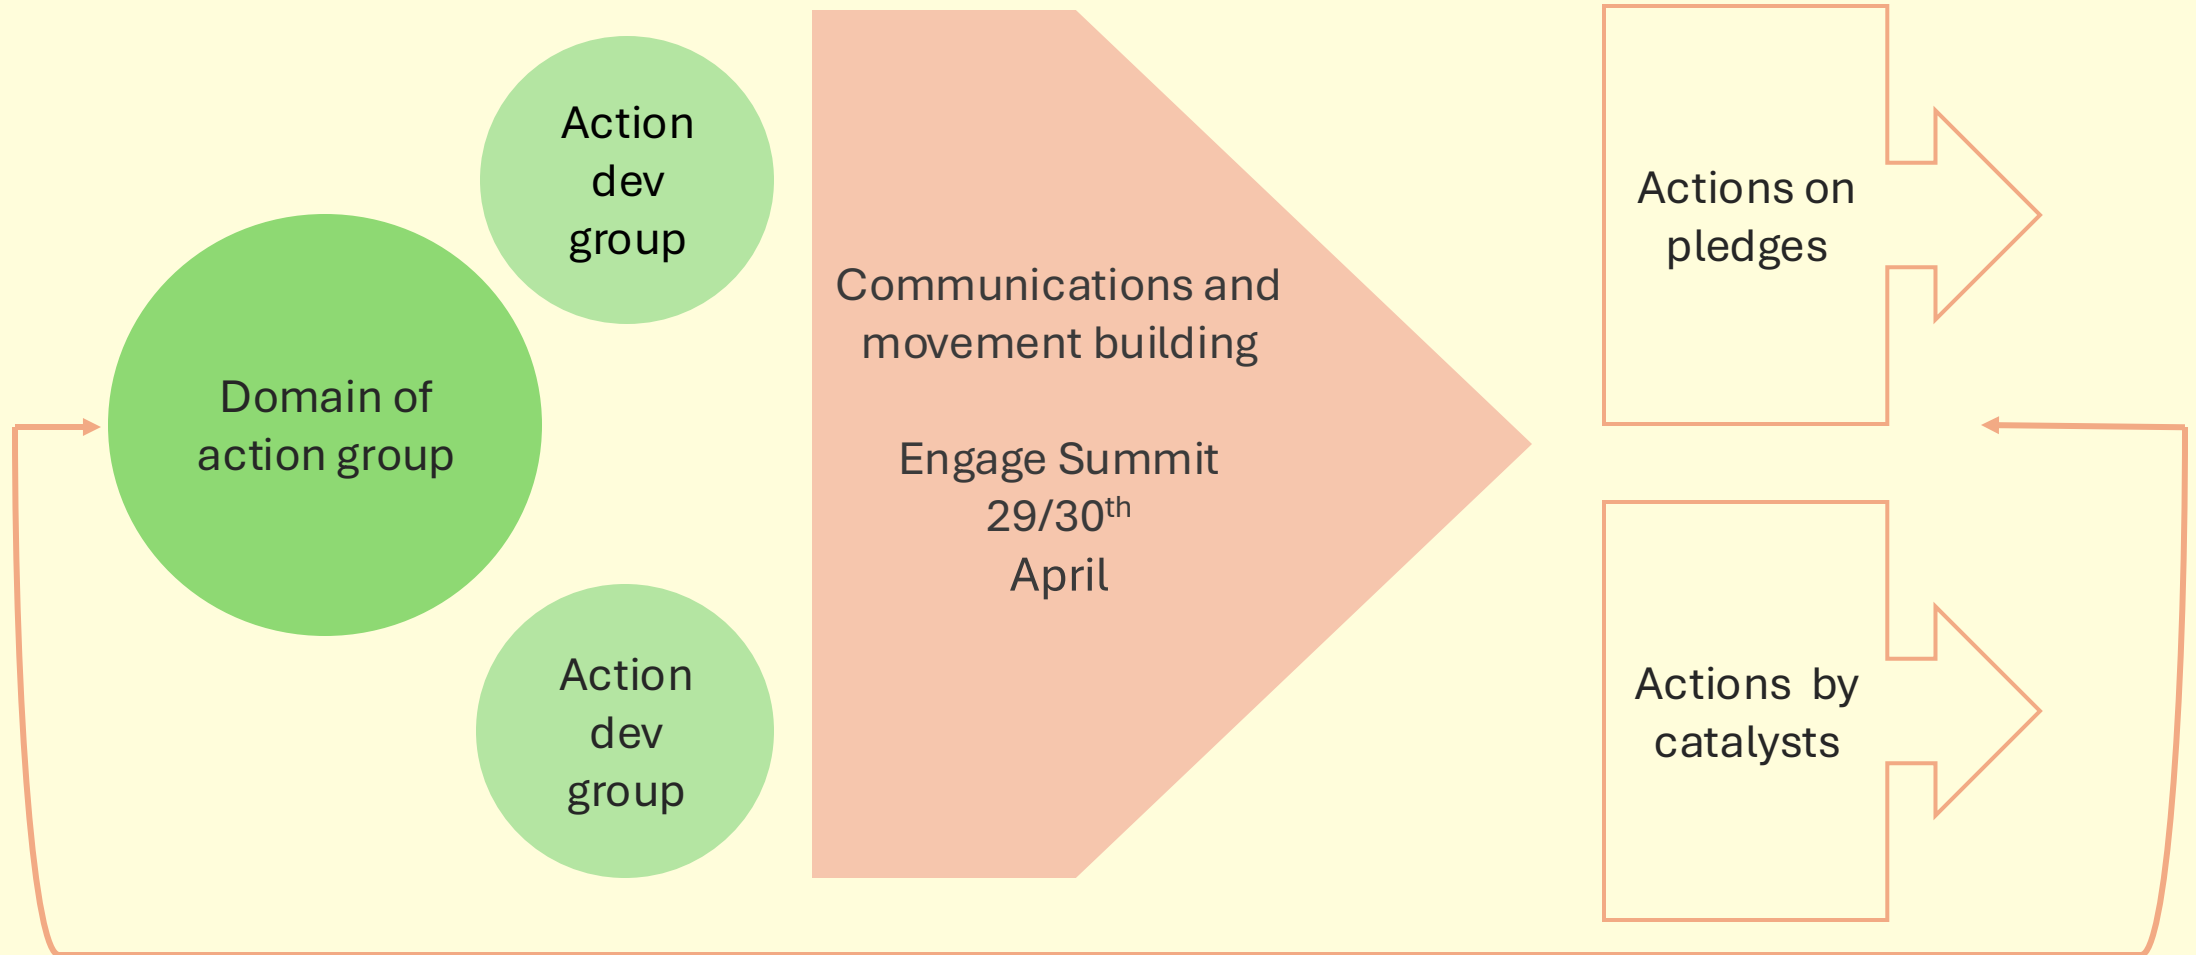 Action
dev
group
Domain of
action group
Action
dev
group
Communications and
movement building
Engage Summit
29/30th
April
Actions on
pledges
Actions by
catalysts